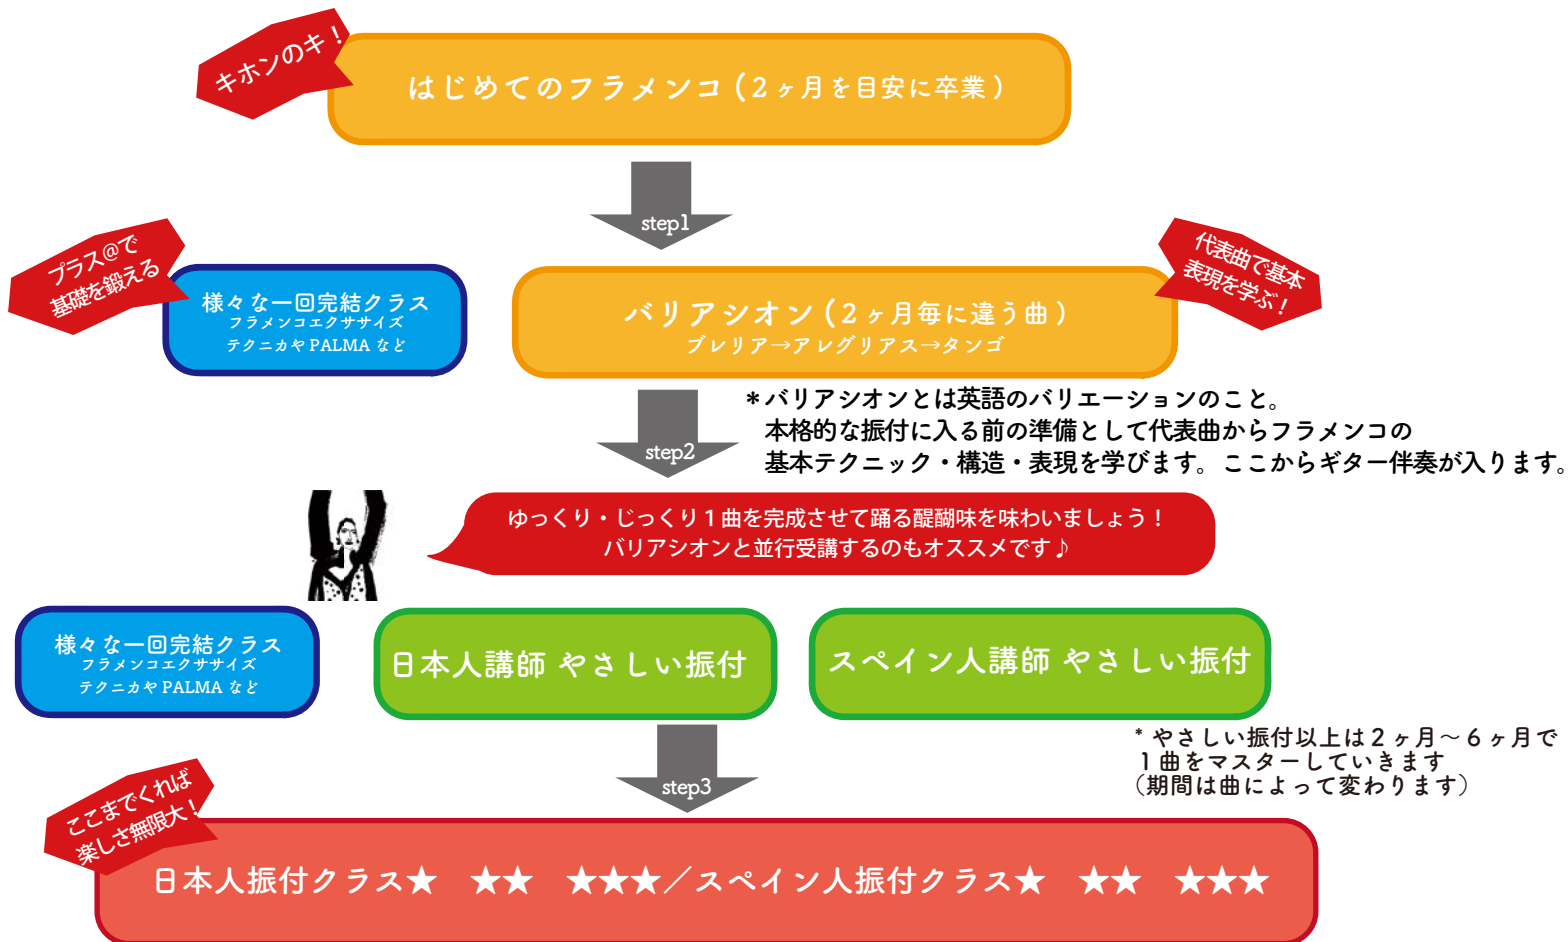 キホンのキ！
はじめてのフラメンコ（２ヶ月を目安に卒業）
step1
プラス@で
基礎を鍛える
様々な一回完結クラス
フラメンコエクササイズ
テクニカや PALMA など
バリアシオン（２ヶ月毎に違う曲）
ブレリア→アレグリアス→タンゴ
代表曲で基本
表現を学ぶ！
step2
＊バリアシオンとは英語のバリエーションのこと。
本格的な振付に入る前の準備として代表曲からフラメンコの
基本テクニック・構造・表現を学びます。ここからギター伴奏が入ります。
ゆっくり・じっくり１曲を完成させて踊る醍醐味を味わいましょう！
バリアシオンと並行受講するのもオススメです♪
様々な一回完結クラス
フラメンコエクササイズ
テクニカや PALMA など
日本人講師 やさしい振付
スペイン人講師 やさしい振付
* やさしい振付以上は２ヶ月～６ヶ月で
１曲をマスターしていきます
（期間は曲によって変わります）
step3
ここまでくれば
楽しさ無限大！
日本人振付クラス★　★★　★★★／スペイン人振付クラス★　★★　★★★